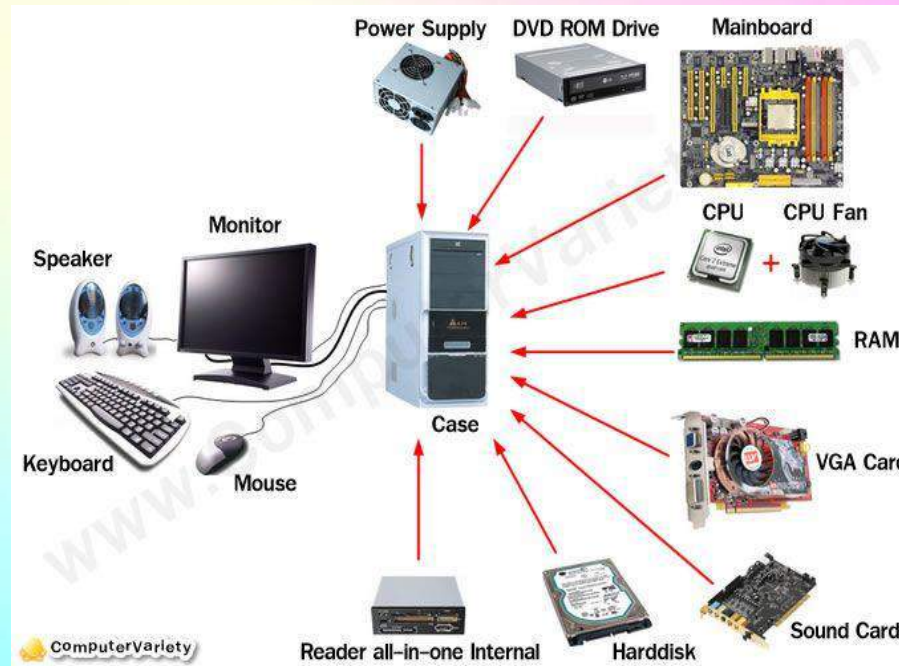 Power Supply
DVD ROM Drive
Mainboard
CPU
CPU Fan
+
Monitor
Speaker
RAM
Case
Keyboard
Mouse
VGA Card
Reader all-in-one Internal
Harddisk
Sound Card
ComputerVariety
intel